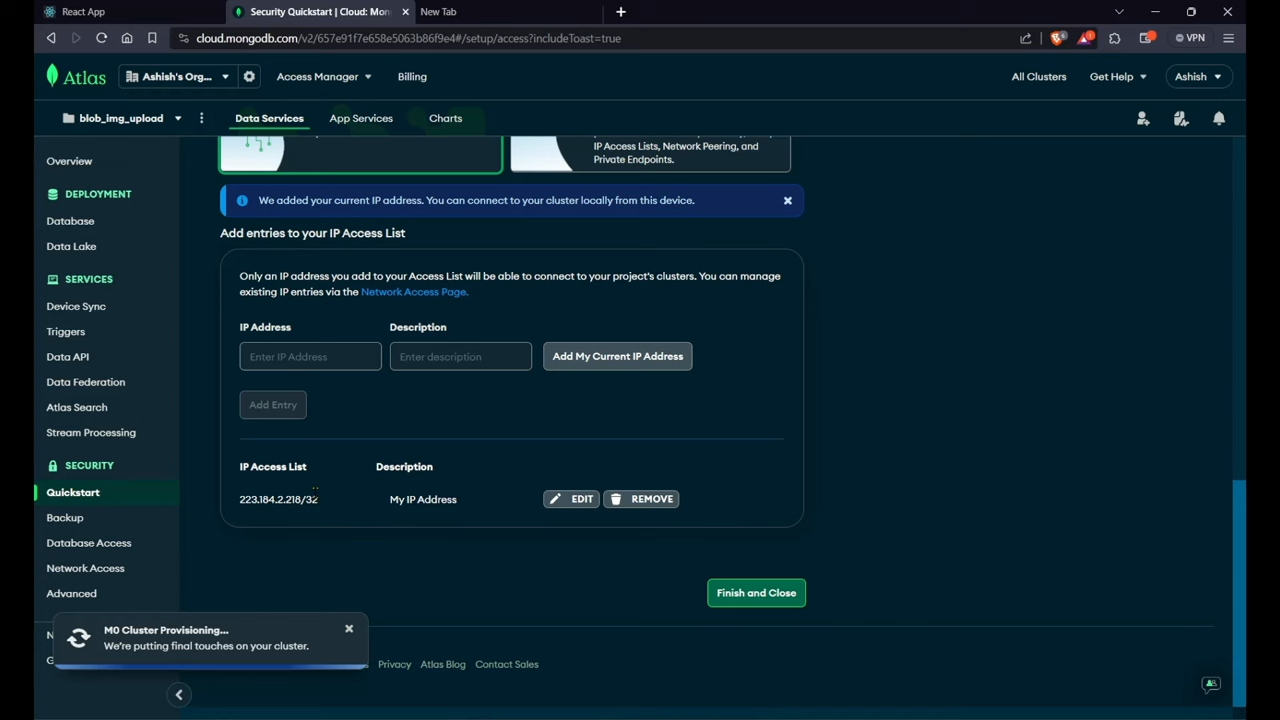 React App
Security Quickstart | Cloud: Mon
New Tab
cloud.mongodb.com/v2/657e91f7e658e5063b86f9e4#/setup/access?includeToast=true
VPN
Atlas
Ashish's Org...
Access Manager
Billing
All Clusters
Get Help
Ashish
blob_img_upload
Data Services
App Services
Charts
Overview
DEPLOYMENT
Database
Data Lake
SERVICES
Device Sync
Triggers
Data API
Data Federation
Atlas Search
Stream Processing
SECURITY
Quickstart
Backup
Database Access
Network Access
Advanced
IP Access Lists, Network Peering, and
Private Endpoints.
We added your current IP address. You can connect to your cluster locally from this device.
Add entries to your IP Access List
Only an IP address you add to your Access List will be able to connect to your project's clusters. You can manage
existing IP entries via the Network Access Page.
IP Address
Description
Enter IP Address
Enter description
Add My Current IP Address
Add Entry
IP Access List
Description
223.184.2.218/32
My IP Address
EDIT
REMOVE
Finish and Close
M0 Cluster Provisioning...
We're putting final touches on your cluster.
Privacy
Atlas Blog
Contact Sales